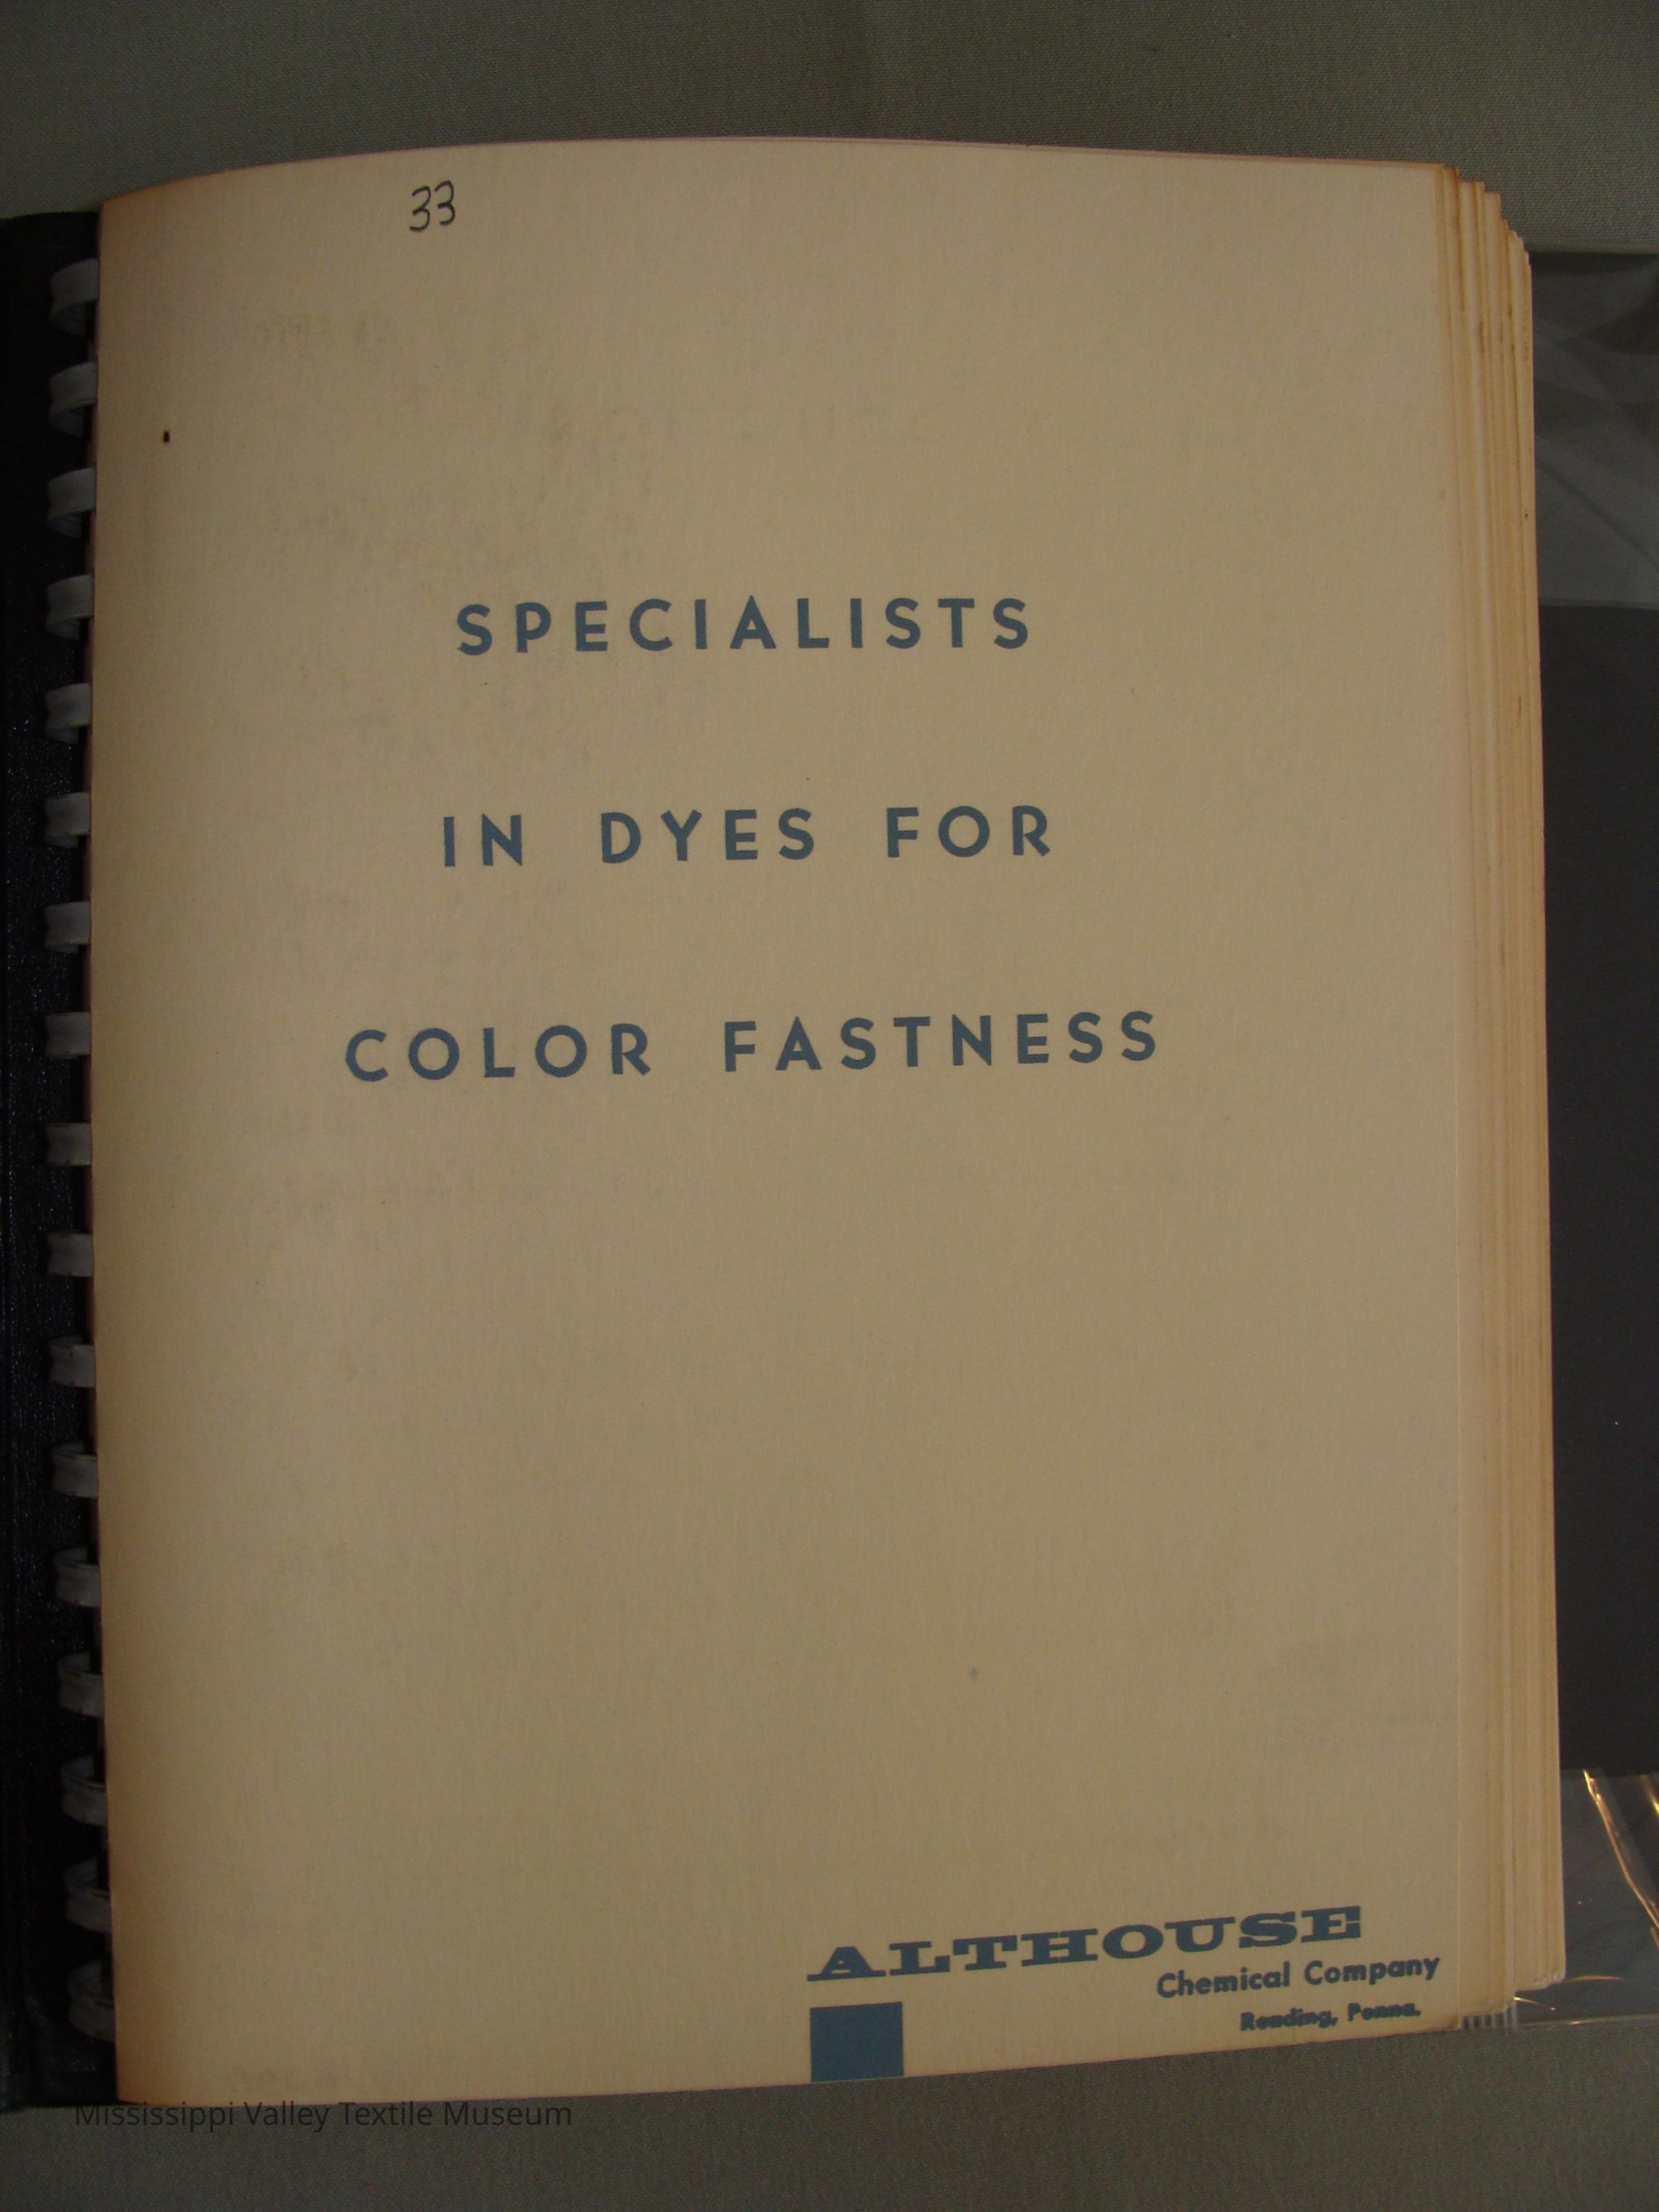 33
SPECIALISTS
IN DYES FOR
COLOR FASTNESS
ALTHOUSE
Chemical Company
Reading, Penna.
Mississippi Valley Textile Museum